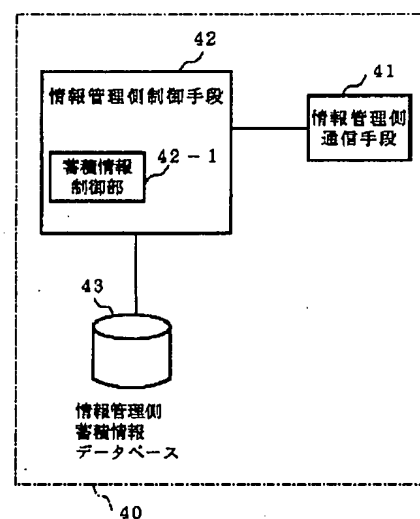 42
情報管理側制御手段
41
情報管理側
通信手段
42-1
蓄積情報
制御部
43
情報管理側
蓄積情報
データベース
40